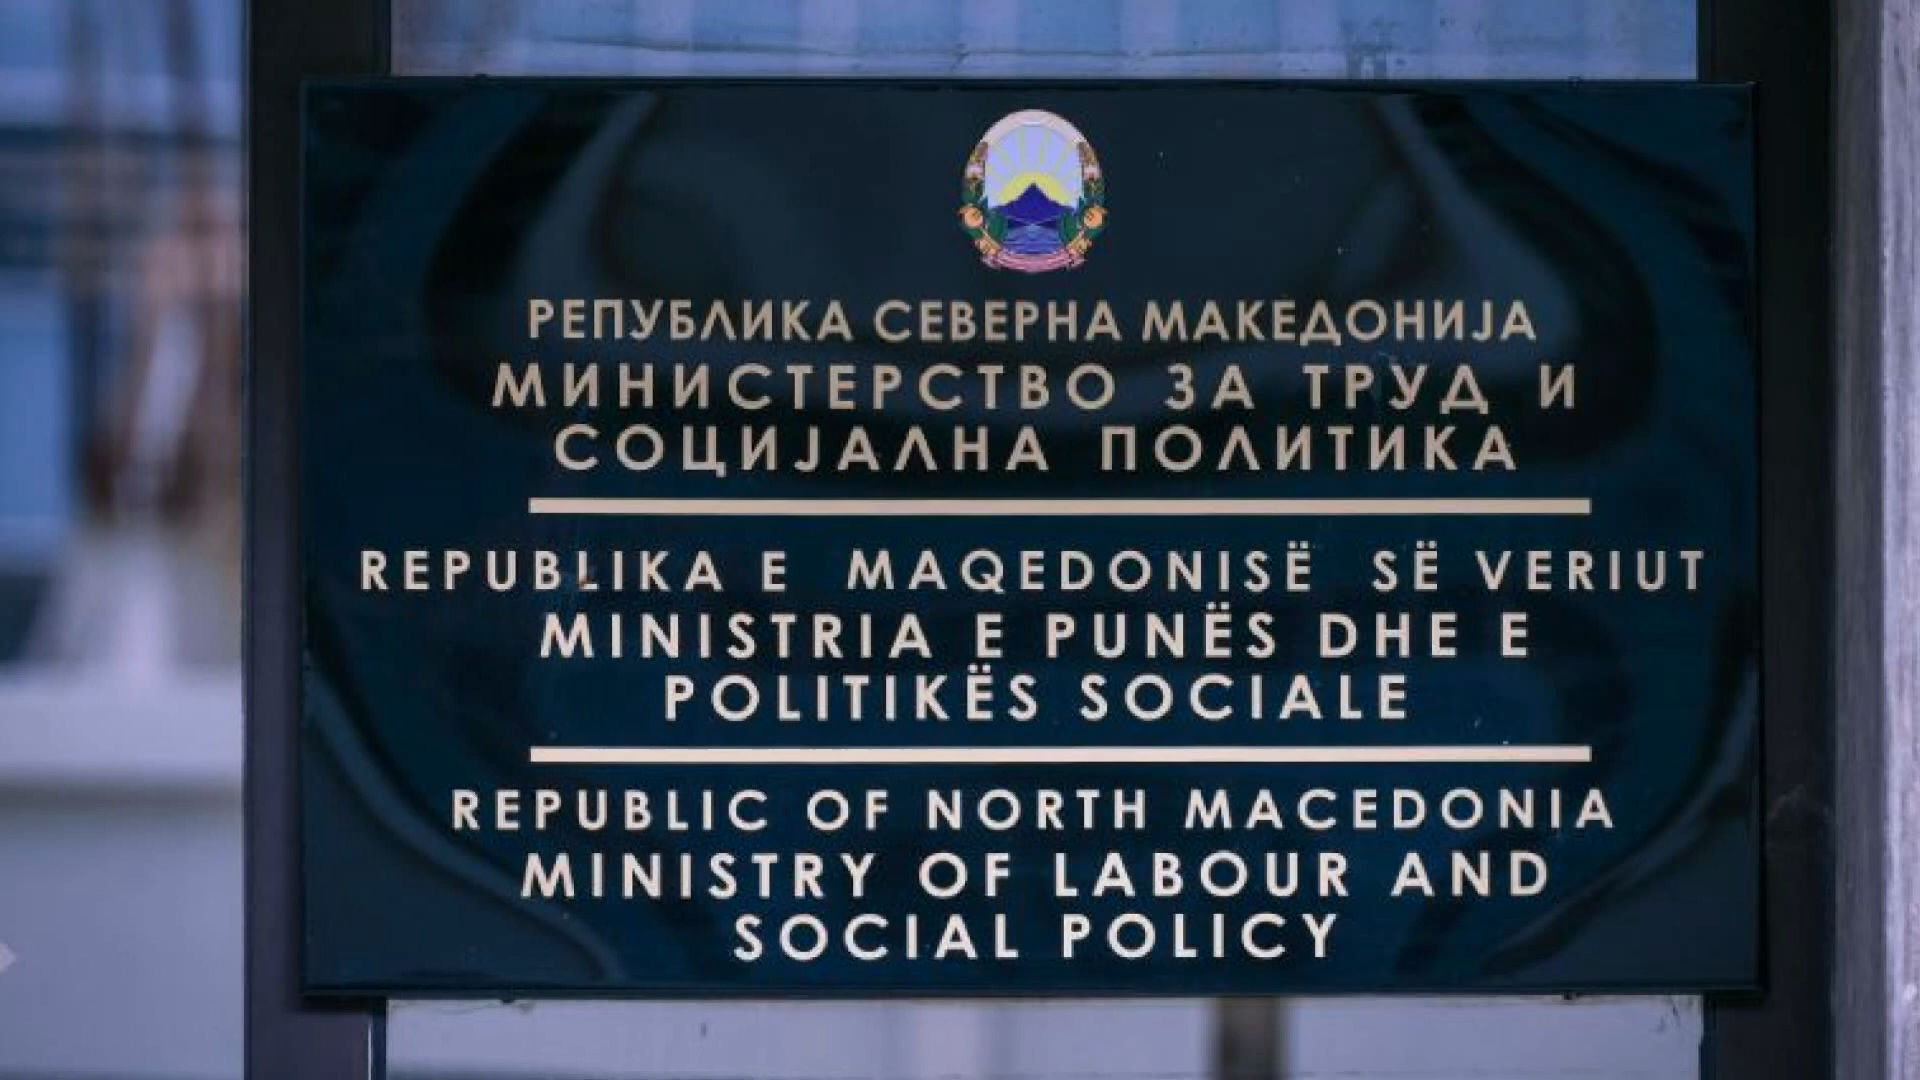 РЕПУБЛИКА СЕВЕРНА МАКЕДОНИЈА
МИНИСТЕРСТВО ЗА ТРУД И
СОЦИЈАЛНА ПОЛИТИКА
REPUBLIKA E MAQEDONISË SË VERIUT
MINISTRIA E PUNËS DHE E
POLITIKËS SOCIALE
REPUBLIC OF NORTH MACEDONIA
MINISTRY OF LABOUR AND
SOCIAL POLICY